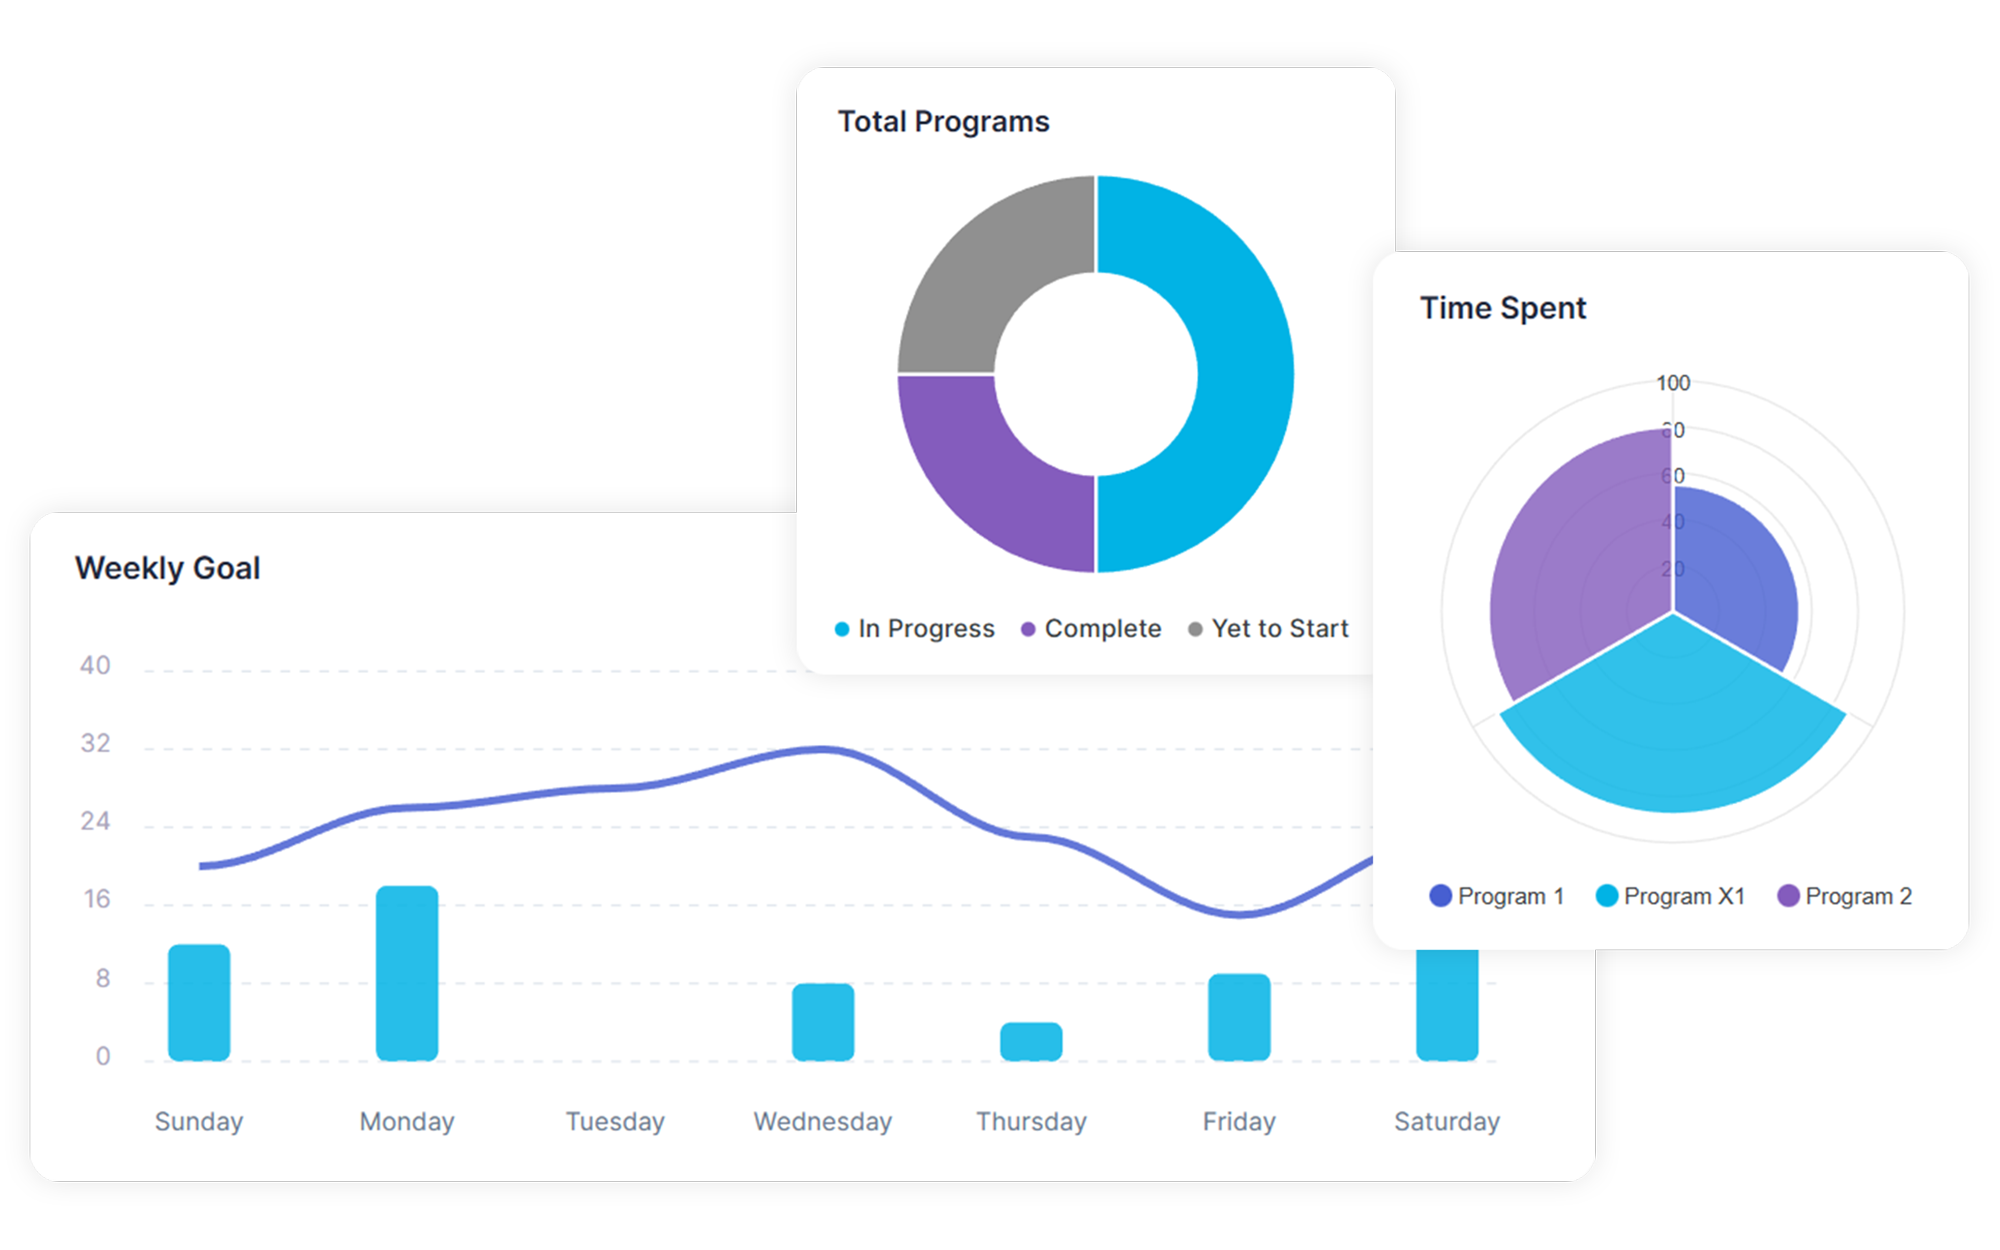 Total Programs
In Progress Complete Yet to Start
Time Spent
100
80
60
40
20
Program 1 Program X1 Program 2
Weekly Goal
40
32
24
16
8
0
Sunday Monday Tuesday Wednesday Thursday Friday Saturday